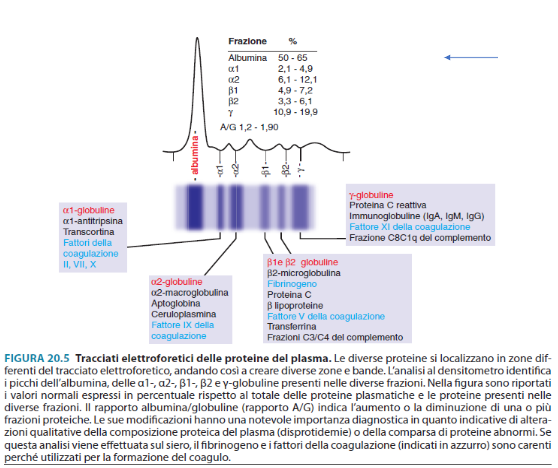 Frazione %
Albumina 50 - 65
α1 2,1 - 4,9
α2 6,1 - 12,1
β1 4,9 - 7,2
β2 3,3 - 6,1
γ 10,9 - 19,9
A/G 1,2 - 1,90
- albumina -
-α1-
-α2-
-β1-
-β2-
- γ -
α1-globuline
α1-antitripsina
Transcortina
Fattori della
coagulazione
II, VII, X
α2-globuline
α2-macroglobulina
Aptoglobina
Ceruloplasmina
Fattore IX della
coagulazione
β1e β2 globuline
β2-microglobulina
Fibrinogeno
Proteina C
β lipoproteine
Fattore V della coagulazione
Transferrina
Frazioni C3/C4 del complemento
γ-globuline
Proteina C reattiva
Immunoglobuline (IgA, IgM, IgG)
Fattore XI della coagulazione
Frazione C8C1q del complemento
FIGURA 20.5 Tracciati elettroforetici delle proteine del plasma. Le diverse proteine si localizzano in zone dif-
ferenti del tracciato elettroforetico, andando così a creare diverse zone e bande. L'analisi al densitometro identifica
i picchi dell'albumina, delle α1-, α2-, β1-, β2 e γ-globuline presenti nelle diverse frazioni. Nella figura sono riportati
i valori normali espressi in percentuale rispetto al totale delle proteine plasmatiche e le proteine presenti nelle
diverse frazioni. Il rapporto albumina/globuline (rapporto A/G) indica l'aumento o la diminuzione di una o più
frazioni proteiche. Le sue modificazioni hanno una notevole importanza diagnostica in quanto indicative di altera-
zioni qualitative della composizione proteica del plasma (disprotidemie) o della comparsa di proteine abnormi. Se
questa analisi viene effettuata sul siero, il fibrinogeno e i fattori della coagulazione (indicati in azzurro) sono carenti
perché utilizzati per la formazione del coagulo.